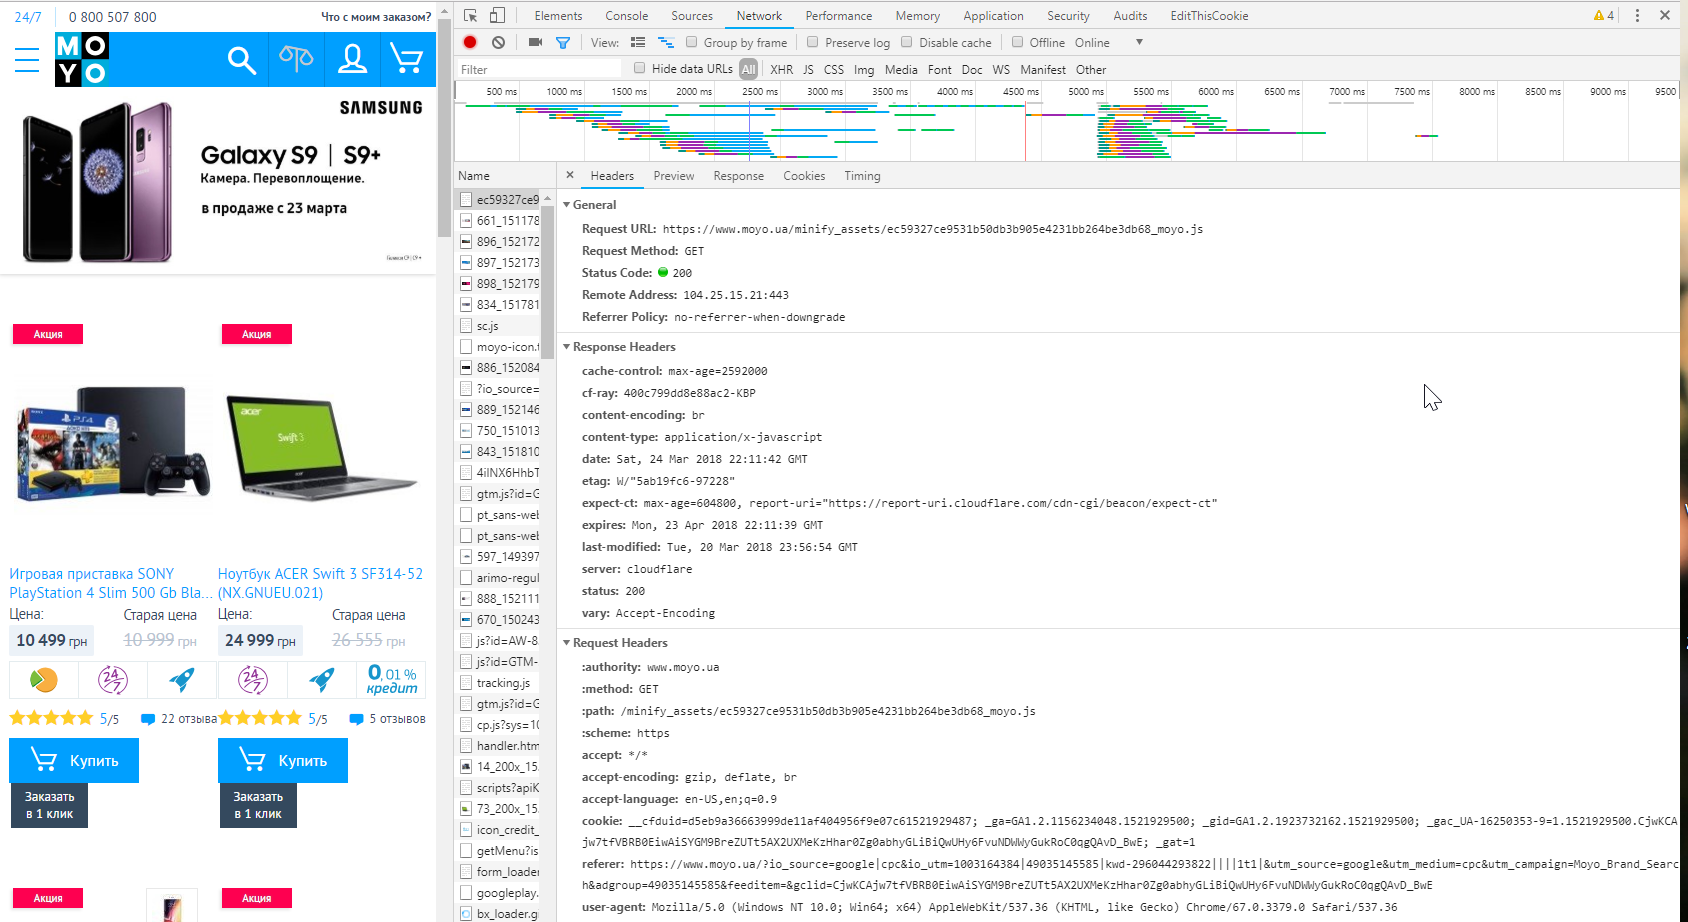 24/7
0 800 507 800
Что с моим заказом?
MOYO
SAMSUNG
Galaxy S9 | S9+
Камера. Перевоплощение.
в продаже с 23 марта
Акция
Акция
acer
Swift 3
PS4
Игровая приставка SONY
PlayStation 4 Slim 500 Gb Bla...
Ноутбук ACER Swift 3 SF314-52
(NX.GNUEU.021)
Цена:
Старая цена
Цена:
Старая цена
10 499 грн
10 999 грн
24 999 грн
26 555 грн
24/7
24/7
0,01 %
кредит
5/5
22 отзыва
5/5
5 отзывов
Купить
Купить
Заказать
в 1 клик
Заказать
в 1 клик
Акция
Акция
Elements Console Sources Network Performance Memory Application Security Audits EditThisCookie
4
View: Group by frame Preserve log Disable cache Offline Online
Filter
Hide data URLs All XHR JS CSS Img Media Font Doc WS Manifest Other
500 ms 1000 ms 1500 ms 2000 ms 2500 ms 3000 ms 3500 ms 4000 ms 4500 ms 5000 ms 5500 ms 6000 ms 6500 ms 7000 ms 7500 ms 8000 ms 8500 ms 9000 ms 9500
Name
ec59327ce9
661_151178
896_152172
897_152173
898_152179
834_151781
sc.js
moyo-icon.t
886_152084
?io_source=
889_152146
750_151013
843_151810
4iINX6HhbT
gtm.js?id=G
pt_sans-web
pt_sans-web
597_149397
arimo-regul
888_152111
670_150243
js?id=AW-8
js?id=GTM-
tracking.js
gtm.js?id=G
cp.js?sys=10
handler.htm
14_200x_15
scripts?apiK
73_200x_15
icon_credit_
getMenu?is
form_loader
googleplay.
bx_loader.gi
Headers Preview Response Cookies Timing
General
Request URL: https://www.moyo.ua/minify_assets/ec59327ce9531b50db3b905e4231bb264be3db68_moyo.js
Request Method: GET
Status Code: 200
Remote Address: 104.25.15.21:443
Referrer Policy: no-referrer-when-downgrade
Response Headers
cache-control: max-age=2592000
cf-ray: 400c799dd8e88ac2-KBP
content-encoding: br
content-type: application/x-javascript
date: Sat, 24 Mar 2018 22:11:42 GMT
etag: W/"5ab19fc6-97228"
expect-ct: max-age=604800, report-uri="https://report-uri.cloudflare.com/cdn-cgi/beacon/expect-ct"
expires: Mon, 23 Apr 2018 22:11:39 GMT
last-modified: Tue, 20 Mar 2018 23:56:54 GMT
server: cloudflare
status: 200
vary: Accept-Encoding
Request Headers
:authority: www.moyo.ua
:method: GET
:path: /minify_assets/ec59327ce9531b50db3b905e4231bb264be3db68_moyo.js
:scheme: https
accept: */*
accept-encoding: gzip, deflate, br
accept-language: en-US,en;q=0.9
cookie: __cfduid=d5eb9a36663999de11af404956f9e07c61521929487; _ga=GA1.2.1156234048.1521929500; _gid=GA1.2.1923732162.1521929500; _gac_UA-16250353-9=1.1521929500.CjwKCA
jw7tfVBRB0EiwAiSYGM9BreZUTt5AX2UXMeKzHhar0Zg0abhyGLiBiQwUHy6FvuNDWWyGukRoC0qgQAvD_BwE; _gat=1
referer: https://www.moyo.ua/?io_source=google|cpc&io_utm=1003164384|49035145585|kwd-296044293822||||1t1|&utm_source=google&utm_medium=cpc&utm_campaign=Moyo_Brand_Searc
h&adgroup=49035145585&feeditem=&gclid=CjwKCAjw7tfVBRB0EiwAiSYGM9BreZUTt5AX2UXMeKzHhar0Zg0abhyGLiBiQwUHy6FvuNDWWyGukRoC0qgQAvD_BwE
user-agent: Mozilla/5.0 (Windows NT 10.0; Win64; x64) AppleWebKit/537.36 (KHTML, like Gecko) Chrome/67.0.3379.0 Safari/537.36